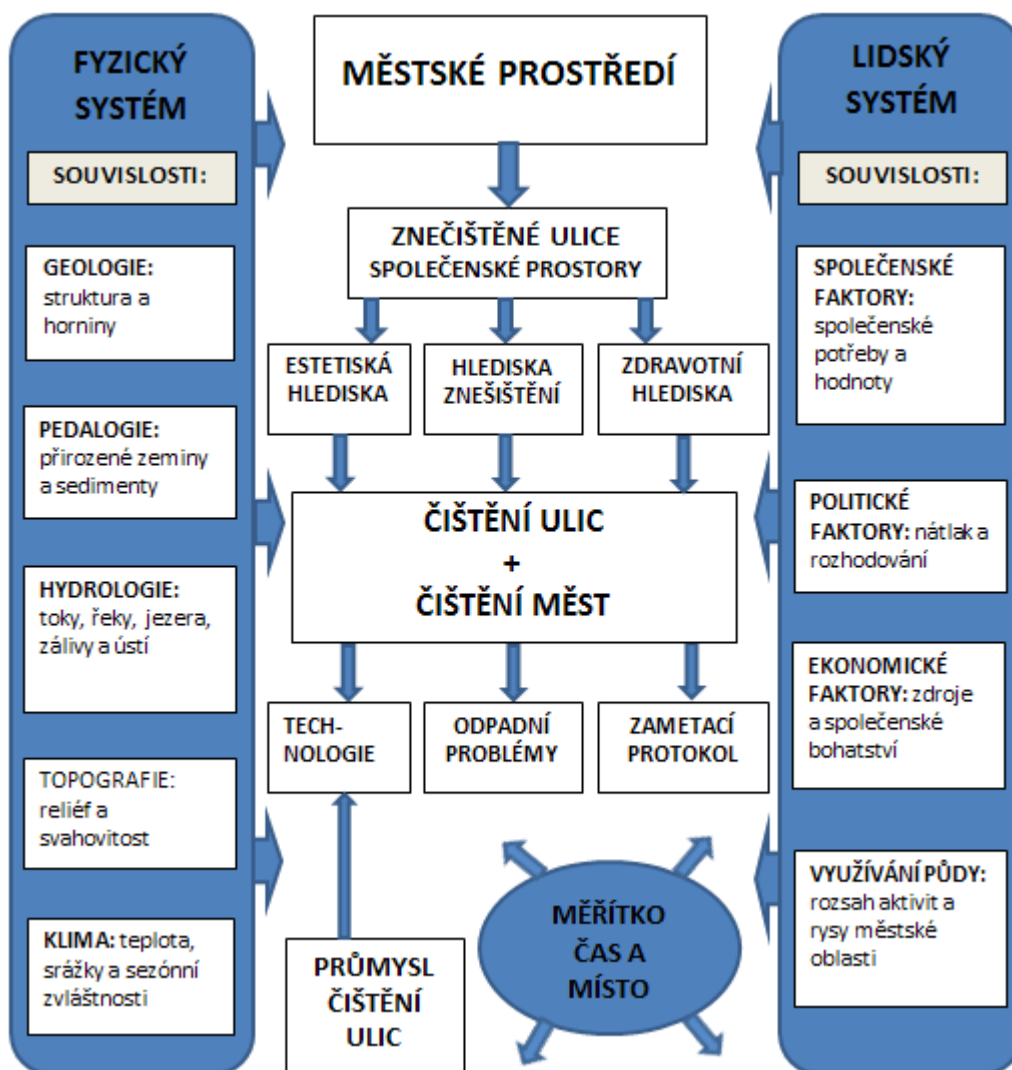 FYZICKÝ
SYSTÉM
SOUVISLOSTI:
GEOLOGIE:
struktura a
horniny
PEDALOGIE:
přirozené zeminy
a sedimenty
HYDROLOGIE:
toky, řeky, jezera,
zálivy a ústí
TOPOGRAFIE:
reliéf a
svahovitost
KLIMA: teplota,
srážky a sezónní
zvláštnosti
MĚSTSKÉ PROSTŘEDÍ
ZNEČIŠTĚNÉ ULICE
SPOLEČENSKÉ PROSTORY
ESTETISKÁ
HLEDISKA
HLEDISKA
ZNEŠIŠTĚNÍ
ZDRAVOTNÍ
HLEDISKA
ČIŠTĚNÍ ULIC
+
ČIŠTĚNÍ MĚST
TECH-
NOLOGIE
ODPADNÍ
PROBLÉMY
ZAMETACÍ
PROTOKOL
PRŮMYSL
ČIŠTĚNÍ
ULIC
MĚŘÍTKO
ČAS A
MÍSTO
LIDSKÝ
SYSTÉM
SOUVISLOSTI:
SPOLEČENSKÉ
FAKTORY:
společenské
potřeby a
hodnoty
POLITICKÉ
FAKTORY: nátlak a
rozhodování
EKONOMICKÉ
FAKTORY: zdroje
a společenské
bohatství
VYUŽÍVÁNÍ PŮDY:
rozsah aktivit a
rysy městské
oblasti